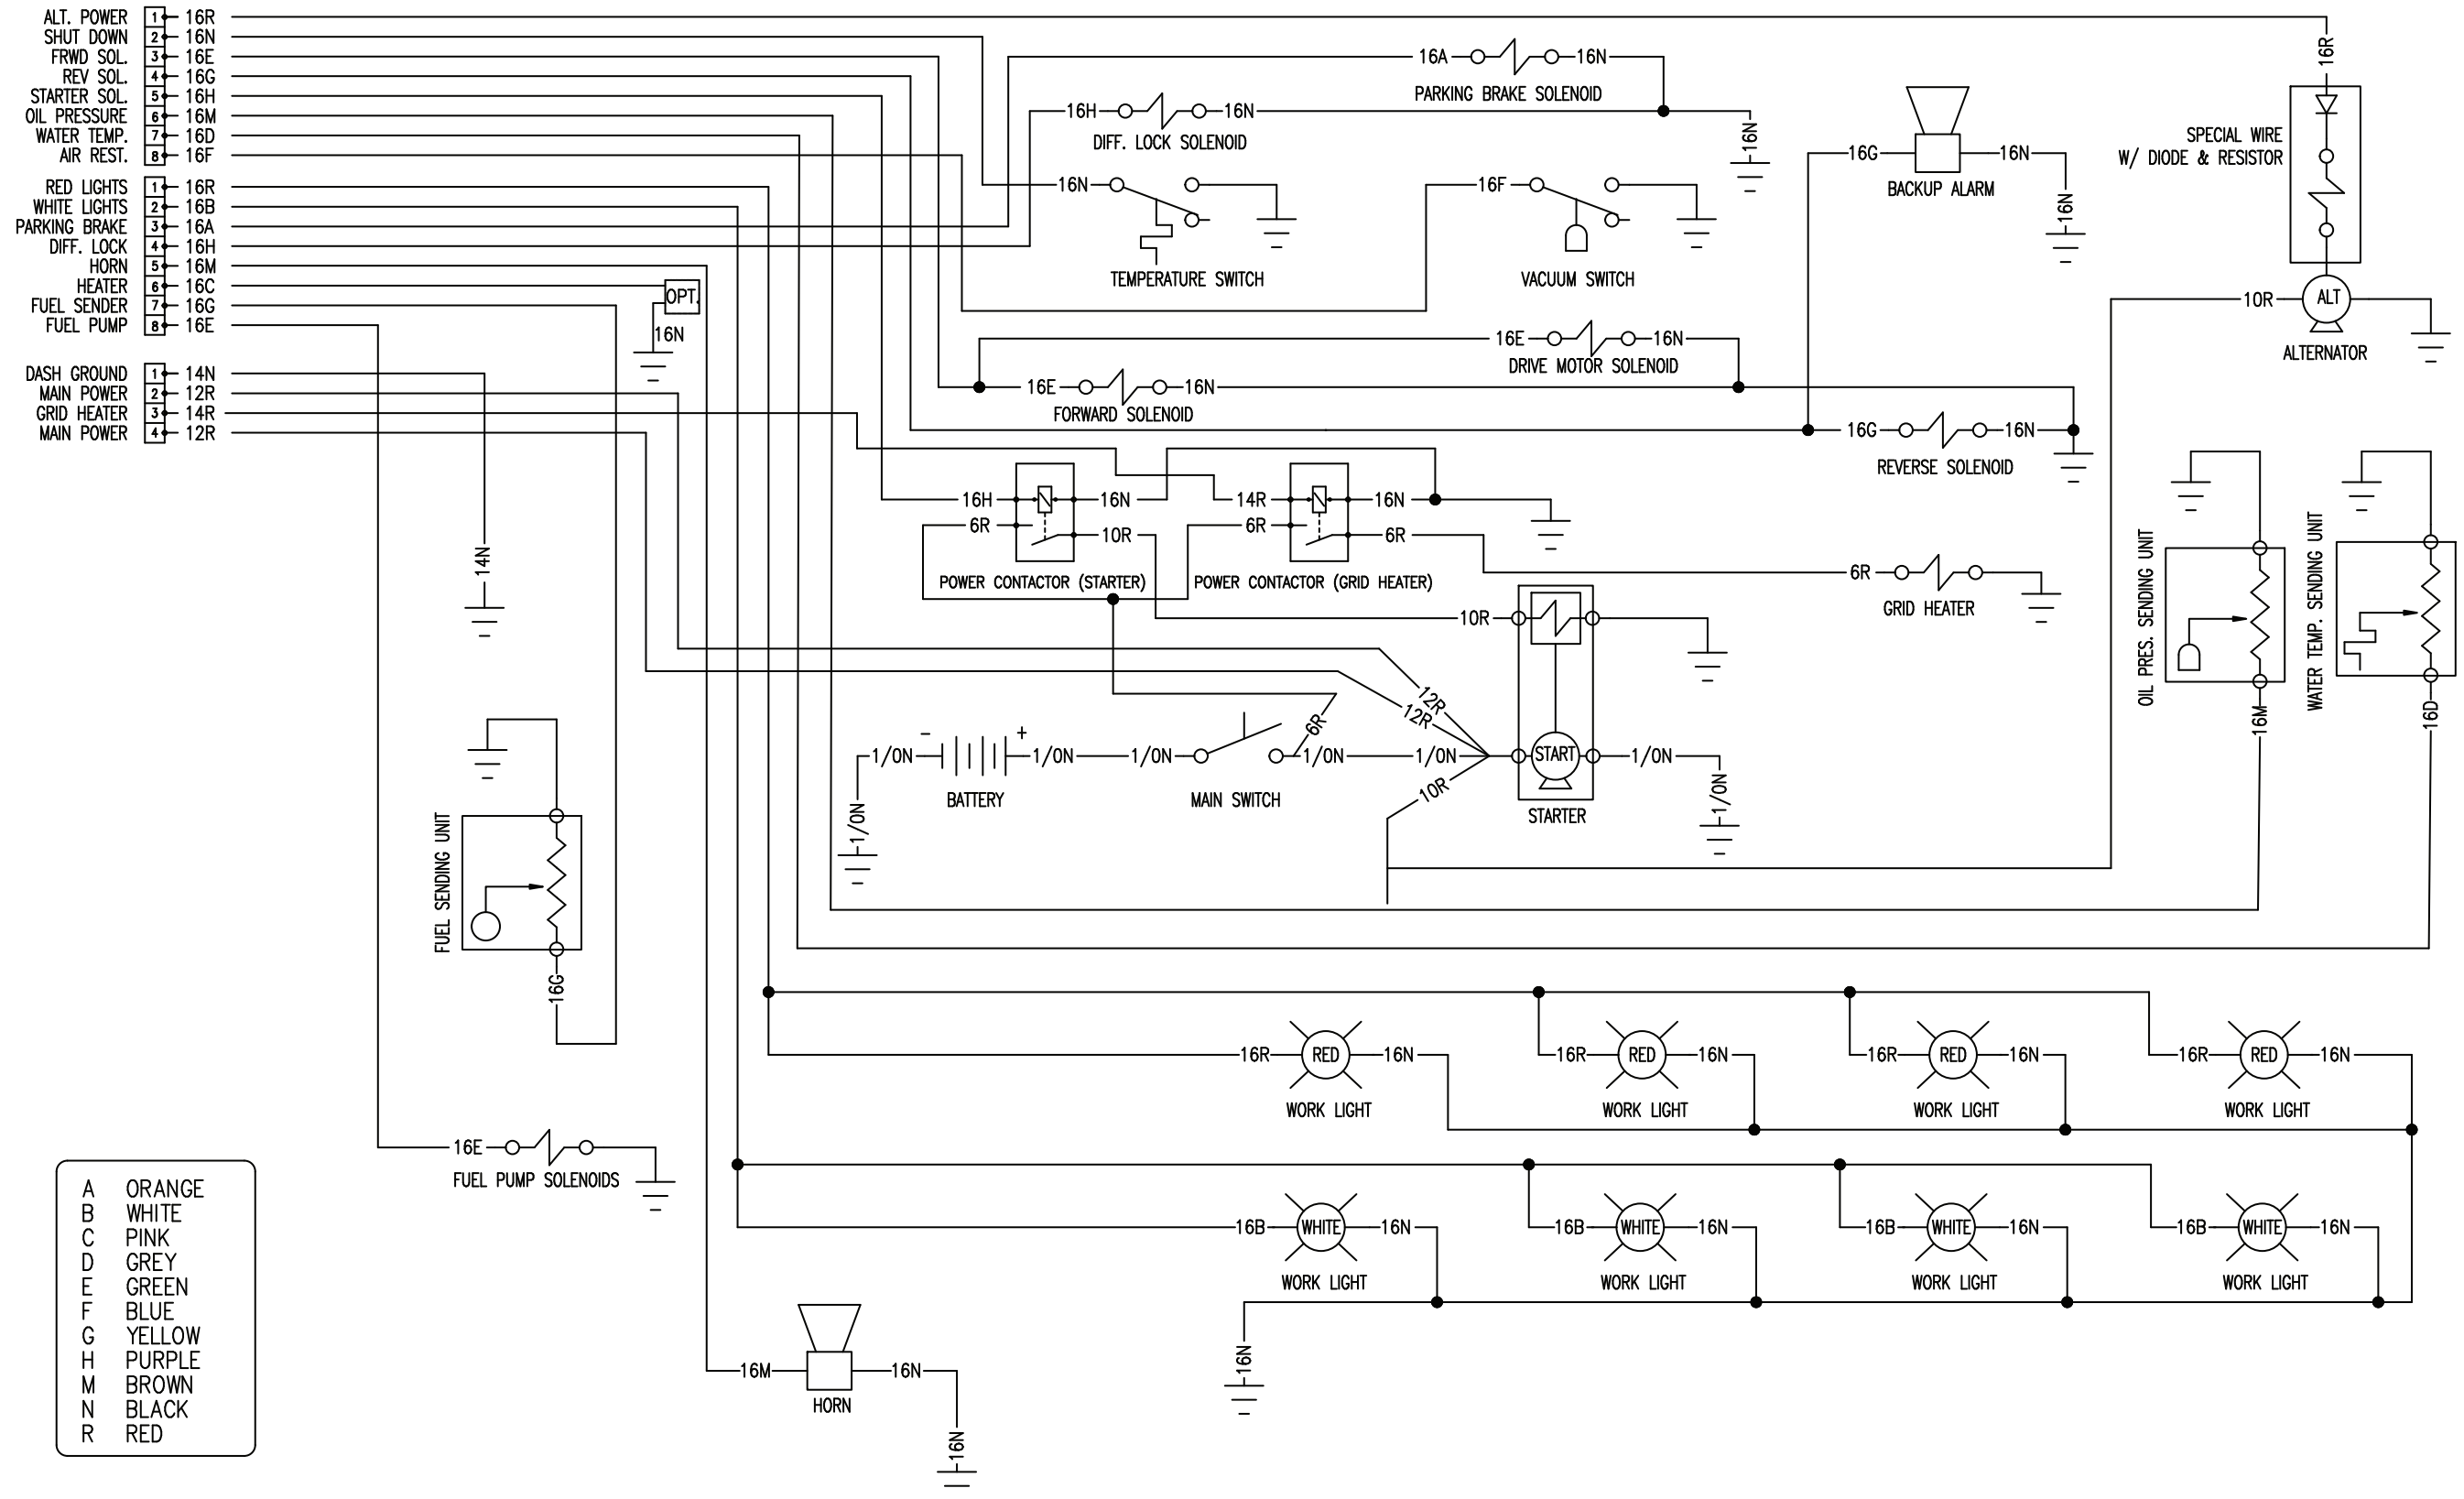 ALT. POWER 1 16R
SHUT DOWN 2 16N
FRWD SOL. 3 16E
REV SOL. 4 16G
STARTER SOL. 5 16H
OIL PRESSURE 6 16M
WATER TEMP. 7 16D
AIR REST. 8 16F
RED LIGHTS 1 16R
WHITE LIGHTS 2 16B
PARKING BRAKE 3 16A
DIFF. LOCK 4 16H
HORN 5 16M
HEATER 6 16C
FUEL SENDER 7 16G
FUEL PUMP 8 16E
DASH GROUND 1 14N
MAIN POWER 2 12R
GRID HEATER 3 14R
MAIN POWER 4 12R
OPT.
16N
14N
16A 16N
PARKING BRAKE SOLENOID
16H 16N
DIFF. LOCK SOLENOID
16N
16N
TEMPERATURE SWITCH
16F
VACUUM SWITCH
16G 16N
BACKUP ALARM
16N
16R
SPECIAL WIRE
W/ DIODE & RESISTOR
10R ALT
ALTERNATOR
16E 16N
DRIVE MOTOR SOLENOID
16E 16N
FORWARD SOLENOID
16G 16N
REVERSE SOLENOID
16H 16N
6R 10R
POWER CONTACTOR (STARTER)
14R 16N
6R 6R
POWER CONTACTOR (GRID HEATER)
6R
GRID HEATER
10R
12R
12R
6R
1/0N - + 1/0N
BATTERY
1/0N
1/0N 1/0N 1/0N
MAIN SWITCH
10R
START
STARTER
1/0N
1/0N
OIL PRES. SENDING UNIT
16M
WATER TEMP. SENDING UNIT
16D
FUEL SENDING UNIT
16G
16E
FUEL PUMP SOLENOIDS
16R RED 16N
WORK LIGHT
16R RED 16N
WORK LIGHT
16R RED 16N
WORK LIGHT
16R RED 16N
WORK LIGHT
16B WHITE 16N
WORK LIGHT
16B WHITE 16N
WORK LIGHT
16B WHITE 16N
WORK LIGHT
16B WHITE 16N
WORK LIGHT
16N
16M 16N
HORN
16N
A ORANGE
B WHITE
C PINK
D GREY
E GREEN
F BLUE
G YELLOW
H PURPLE
M BROWN
N BLACK
R RED